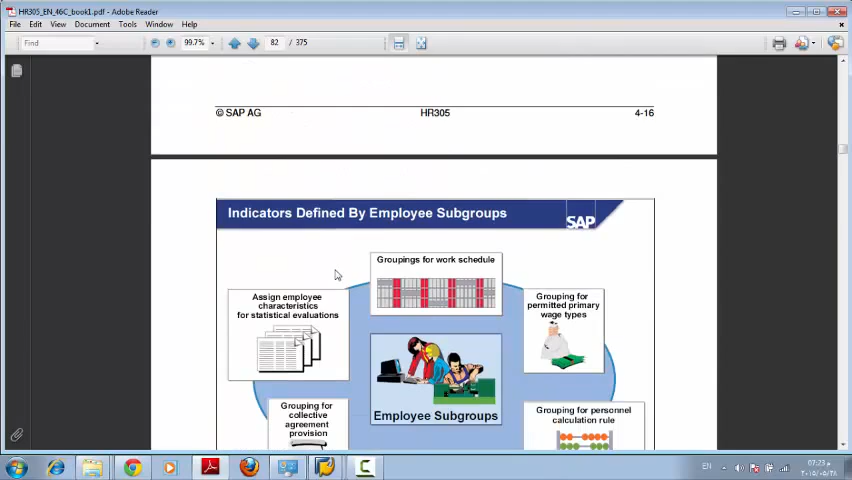 HR305_EN_46C_book1.pdf - Adobe Reader
File Edit View Document Tools Window Help
Find 99.7% 82 / 375
© SAP AG HR305 4-16
Indicators Defined By Employee Subgroups
SAP
Groupings for work schedule
Assign employee
characteristics
for statistical evaluations
Grouping for
permitted primary
wage types
Employee Subgroups
Grouping for
collective
agreement
provision
Grouping for personnel
calculation rule
EN
07:23 م